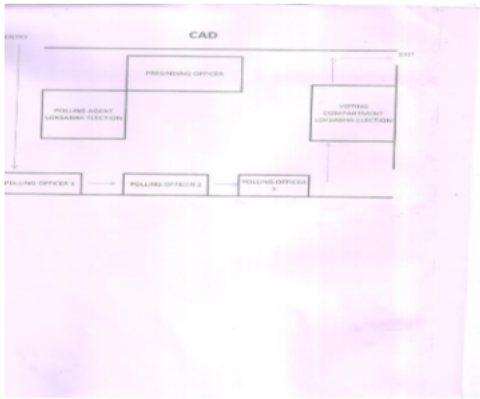 CAD
ENTRY
EXIT
PRESIDING OFFICER
POLLING AGENT
LOKSABHA ELECTION
VOTING
COMPARTMENT
LOKSABHA ELECTION
POLLING OFFICER 1
POLLING OFFICER 2
POLLING OFFICER
3